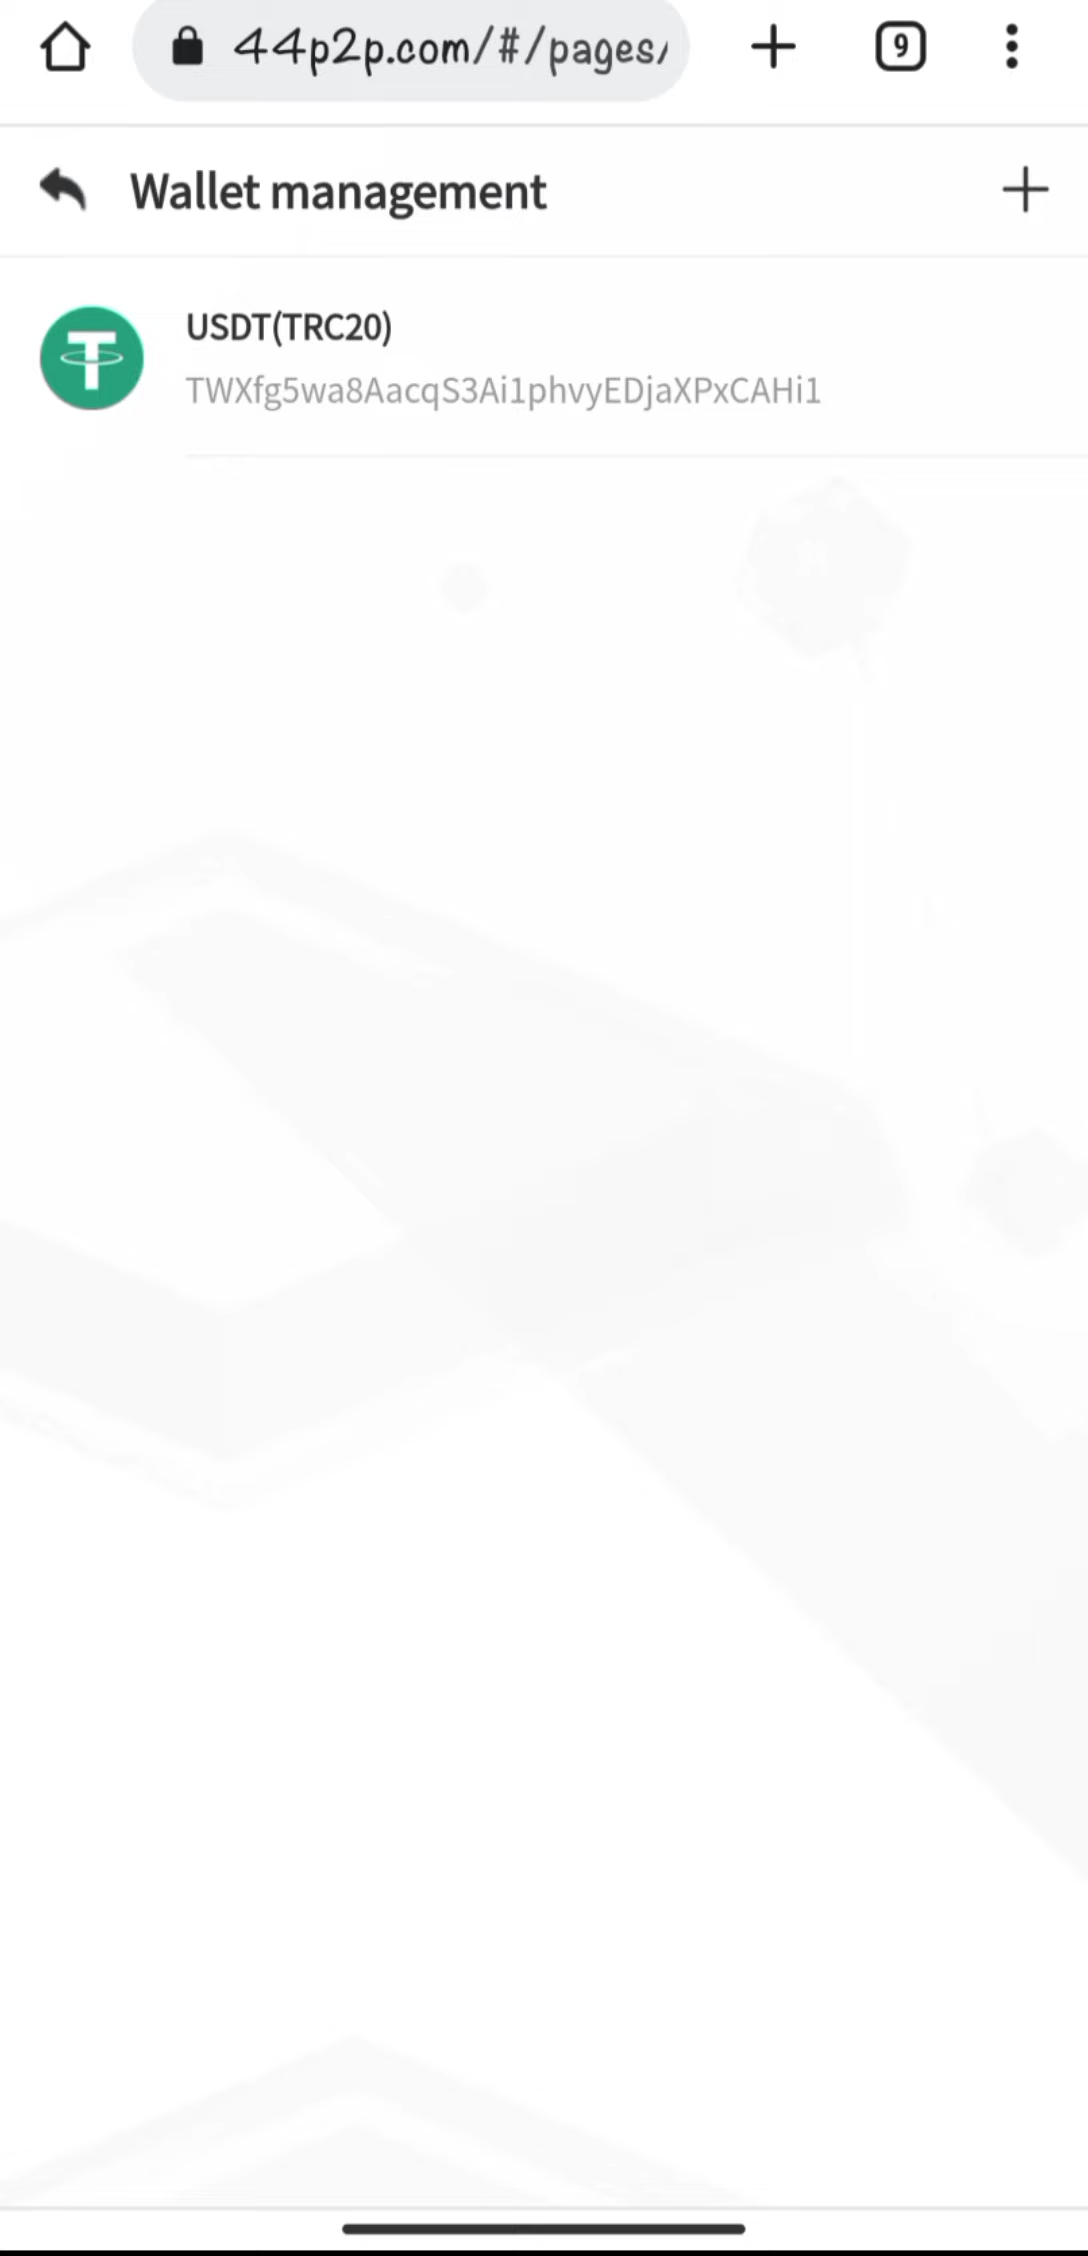 44p2p.com/#/pages/
9
Wallet management
USDT(TRC20)
TWXfg5wa8AacqS3Ai1phvyEDjaXPxCAHi1